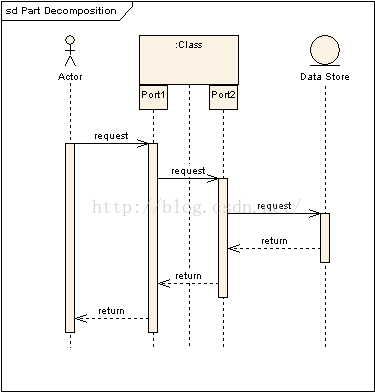 sd Part Decomposition
:Class
Actor
Port1
Port2
Data Store
request
request
http://blog.csdn.net/
request
return
return
return